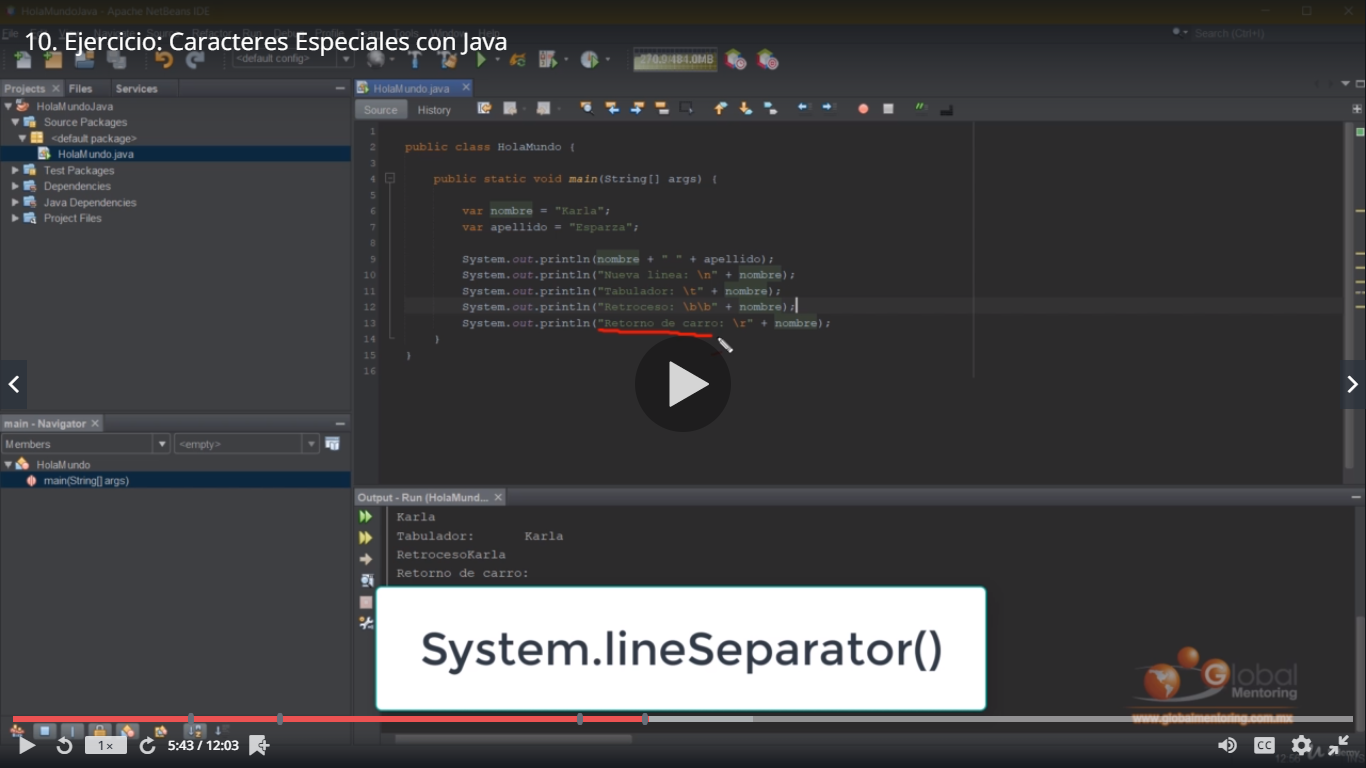 HolaMundoJava - Apache NetBeans IDE
10. Ejercicio: Caracteres Especiales con Java
Search (Ctrl+I)
<default config>
270.0/484.0MB
Projects
Files
Services
HolaMundoJava
Source Packages
<default package>
HolaMundo.java
Test Packages
Dependencies
Java Dependencies
Project Files
HolaMundo.java
Source
History
1
2 public class HolaMundo {
3
4 public static void main(String[] args) {
5
6 var nombre = "Karla";
7 var apellido = "Esparza";
8
9 System.out.println(nombre + " " + apellido);
10 System.out.println("Nueva linea: \n" + nombre);
11 System.out.println("Tabulador: \t" + nombre);
12 System.out.println("Retroceso: \b\b" + nombre);
13 System.out.println("Retorno de carro: \r" + nombre);
14 }
15 }
16
main - Navigator
Members
<empty>
HolaMundo
main(String[] args)
Output - Run (HolaMund...
Karla
Tabulador: Karla
RetrocesoKarla
Retorno de carro:
System.lineSeparator()
Global
Mentoring
www.globalmentoring.com.mx
1×
5:43 / 12:03
CC